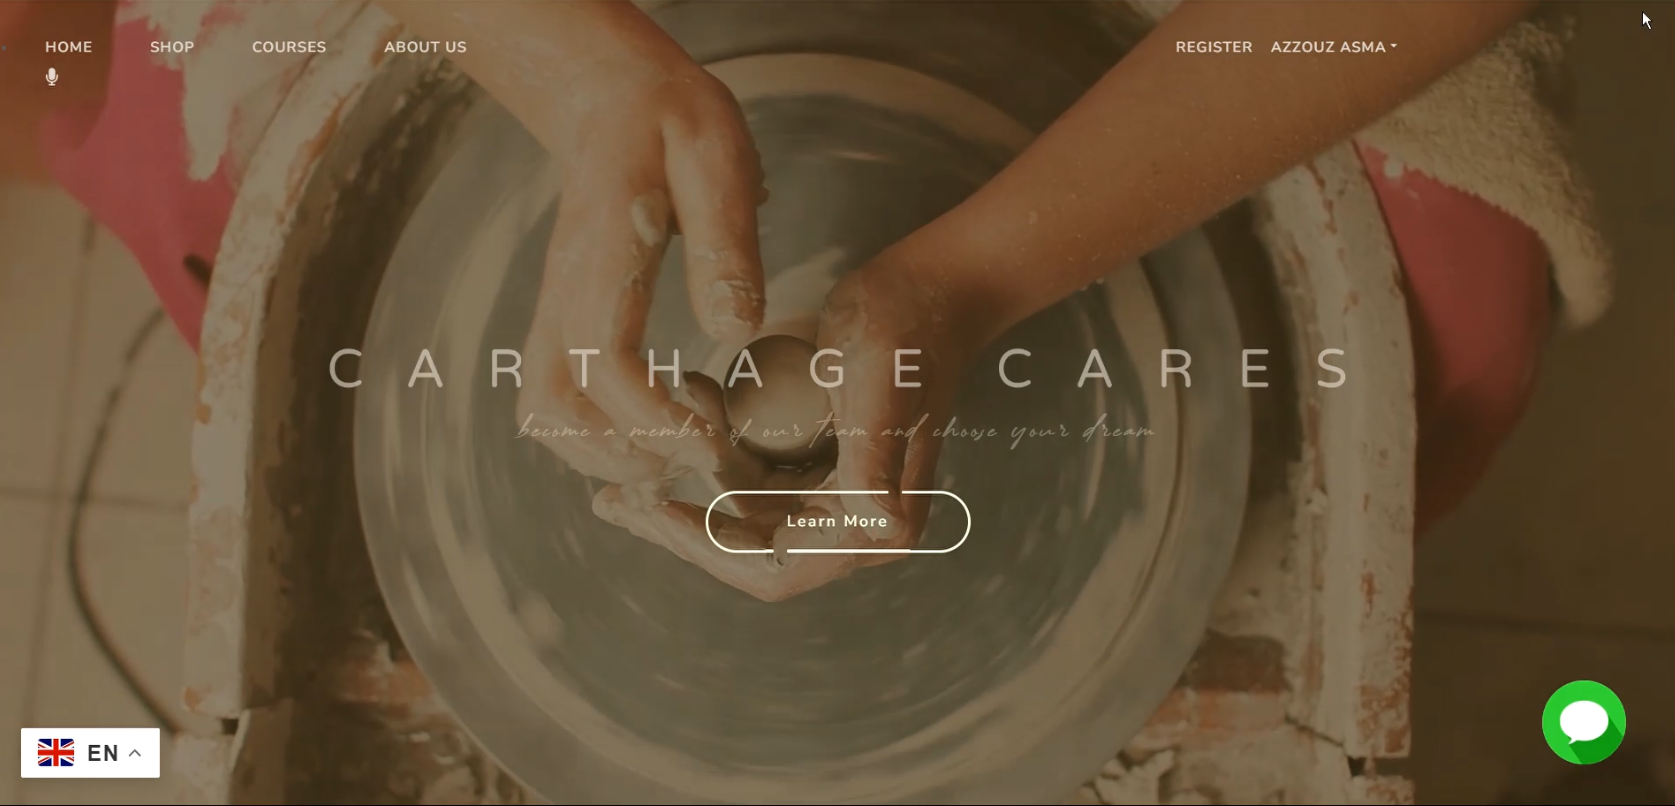 HOME SHOP COURSES ABOUT US REGISTER AZZOUZ ASMA
CARTHAGE CARES
become a member of our team and choose your dream
Learn More
EN